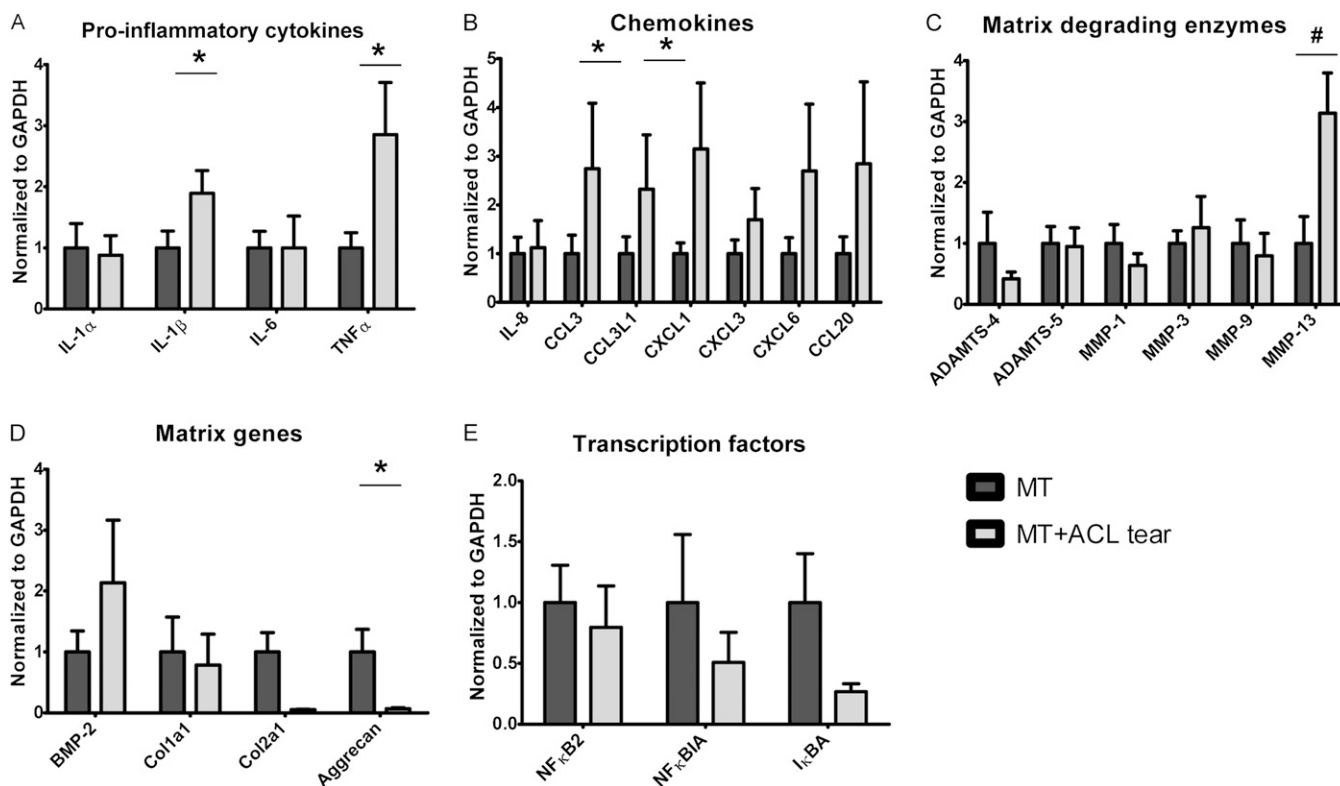 A
Pro-inflammatory cytokines
Normalized to GAPDH
4
3
2
1
0
*
*
IL-1α
IL-1β
IL-6
TNFα
B
Chemokines
Normalized to GAPDH
5
4
3
2
1
0
*
*
IL-8
CCL3
CCL3L1
CXCL1
CXCL3
CXCL6
CCL20
C
Matrix degrading enzymes
Normalized to GAPDH
4
3
2
1
0
#
ADAMTS-4
ADAMTS-5
MMP-1
MMP-3
MMP-9
MMP-13
D
Matrix genes
Normalized to GAPDH
4
3
2
1
0
*
BMP-2
Col1a1
Col2a1
Aggrecan
E
Transcription factors
Normalized to GAPDH
2.0
1.5
1.0
0.5
0.0
NFκB2
NFκBIA
IκBA
MT
MT+ACL tear